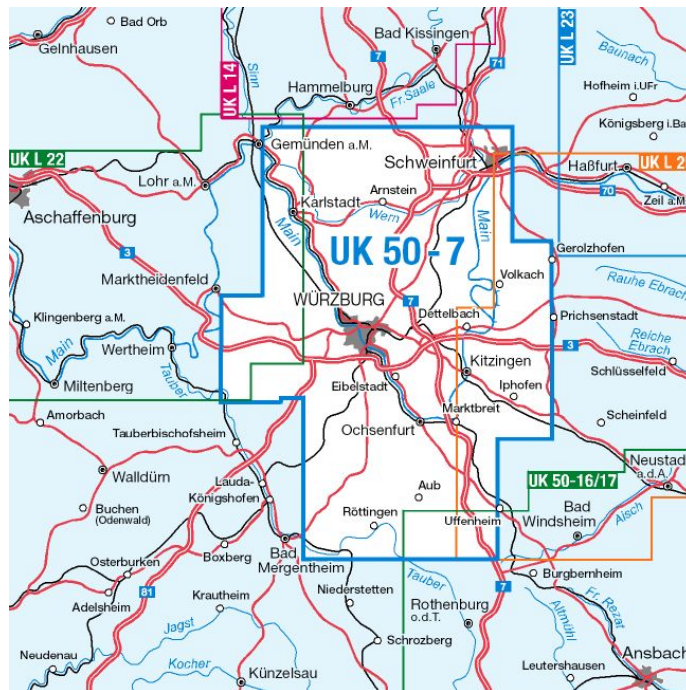 Bad Orb
Gelnhausen
UK L 14
Sinn
Bad Kissingen
7
71
UK L 23
Baunach
Hammelburg
Fr. Saale
Hofheim i.UFr
Königsberg i.Ba
Gemünden a.M.
UK L 22
Schweinfurt
Haßfurt
UK L 2
Lohr a.M.
Arnstein
Karlstadt
Wern
70
Zeil a.M.
Aschaffenburg
Main
Main
3
UK 50-7
Gerolzhofen
Marktheidenfeld
Volkach
Rauhe Ebrach
WÜRZBURG
7
Klingenberg a.M.
Dettelbach
Prichsenstadt
Main
Wertheim
3
Reiche
Ebrach
Kitzingen
Schlüsselfeld
Miltenberg
Tauber
Eibelstadt
Iphofen
Amorbach
Marktbreit
Scheinfeld
Tauberbischofsheim
Ochsenfurt
Walldürn
Neustad
a.d.A.
Lauda-
Königshofen
Aub
UK 50-16/17
Buchen
(Odenwald)
Röttingen
Uffenheim
Bad
Windsheim
Aisch
Osterburken
Boxberg
Bad
Mergentheim
Burgbernheim
81
Tauber
7
Adelsheim
Krautheim
Niederstetten
Rothenburg
o.d.T.
Altmühl
Fr. Rezat
Jagst
Schrozberg
Neudenau
Kocher
Künzelsau
Leutershausen
Ansbach